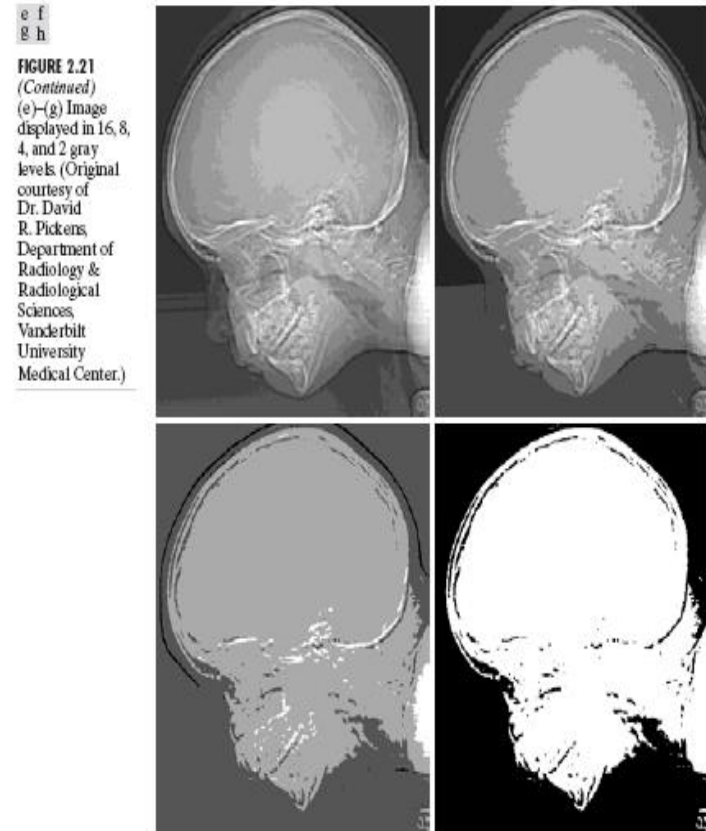 e f
g h
FIGURE 2.21
(Continued)
(e)–(g) Image
displayed in 16, 8,
4, and 2 gray
levels. (Original
courtesy of
Dr. David
R. Pickens,
Department of
Radiology &
Radiological
Sciences,
Vanderbilt
University
Medical Center.)